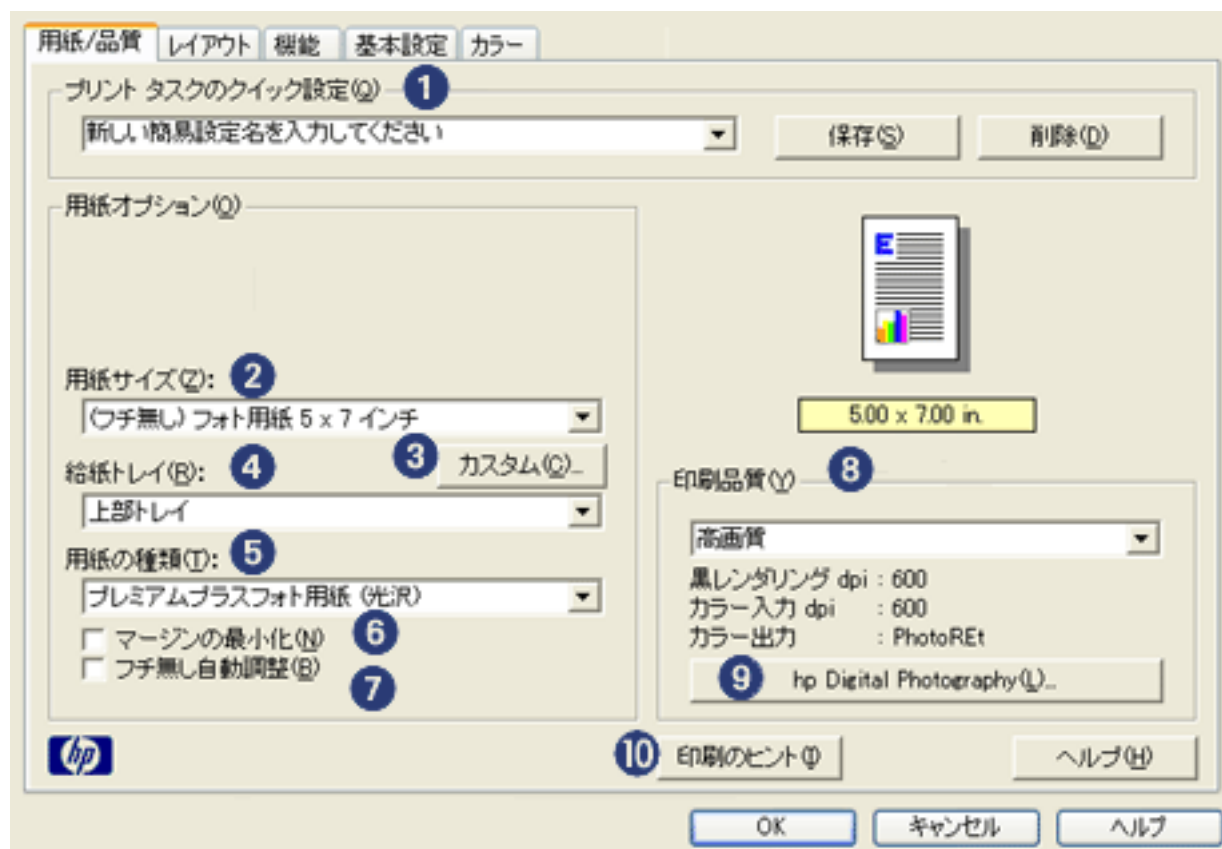 用紙/品質 レイアウト 機能 基本設定 カラー
プリント タスクのクイック設定(Q) 1
新しい簡易設定名を入力してください 保存(S) 削除(D)
用紙オプション(O)
E
用紙サイズ(Z): 2
(フチ無し) フォト用紙 5 x 7 インチ
5.00 x 7.00 in.
3 カスタム(C)...
給紙トレイ(R): 4
上部トレイ
用紙の種類(T): 5
プレミアムプラスフォト用紙 (光沢)
マージンの最小化(N) 6
フチ無し自動調整(B) 7
印刷品質(Y) 8
高画質
黒レンダリング dpi : 600
カラー入力 dpi : 600
カラー出力 : PhotoREt
9 hp Digital Photography(L)...
hp
10 印刷のヒント(I) ヘルプ(H)
OK キャンセル ヘルプ